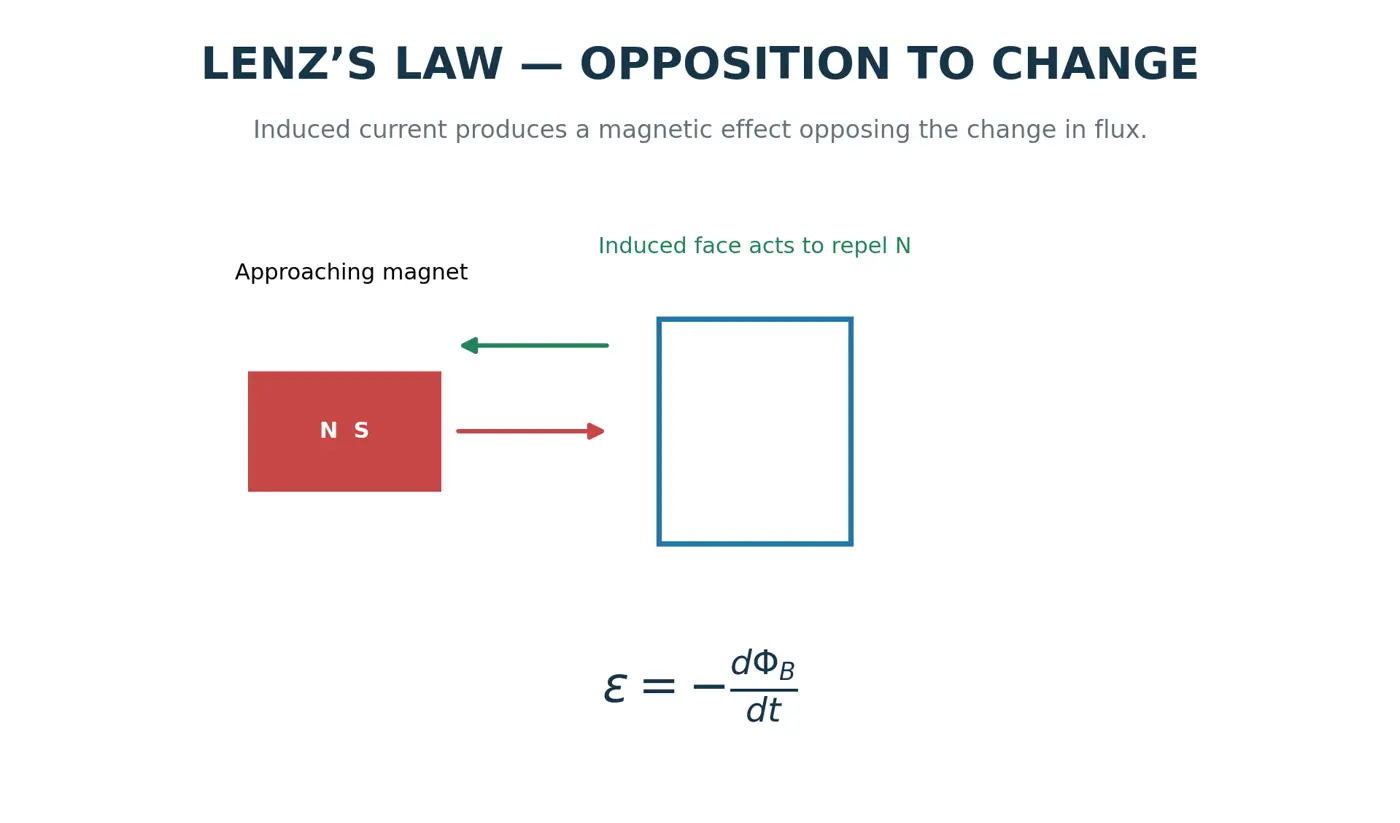 LENZ’S LAW — OPPOSITION TO CHANGE
Induced current produces a magnetic effect opposing the change in flux.
Induced face acts to repel N
Approaching magnet
N S
ε = −dΦ_B/dt